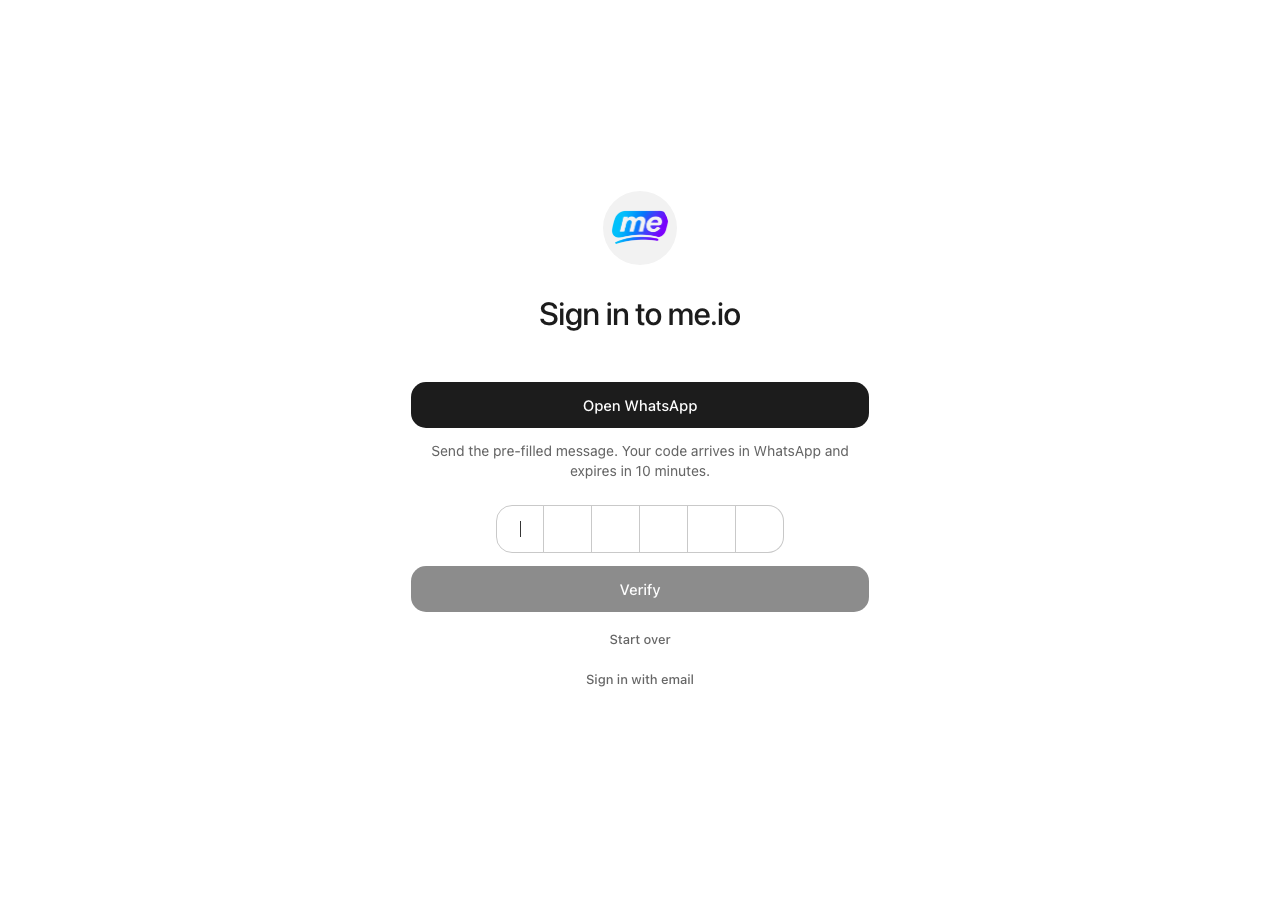 me
Sign in to me.io
Open WhatsApp
Send the pre-filled message. Your code arrives in WhatsApp and
expires in 10 minutes.
Verify
Start over
Sign in with email